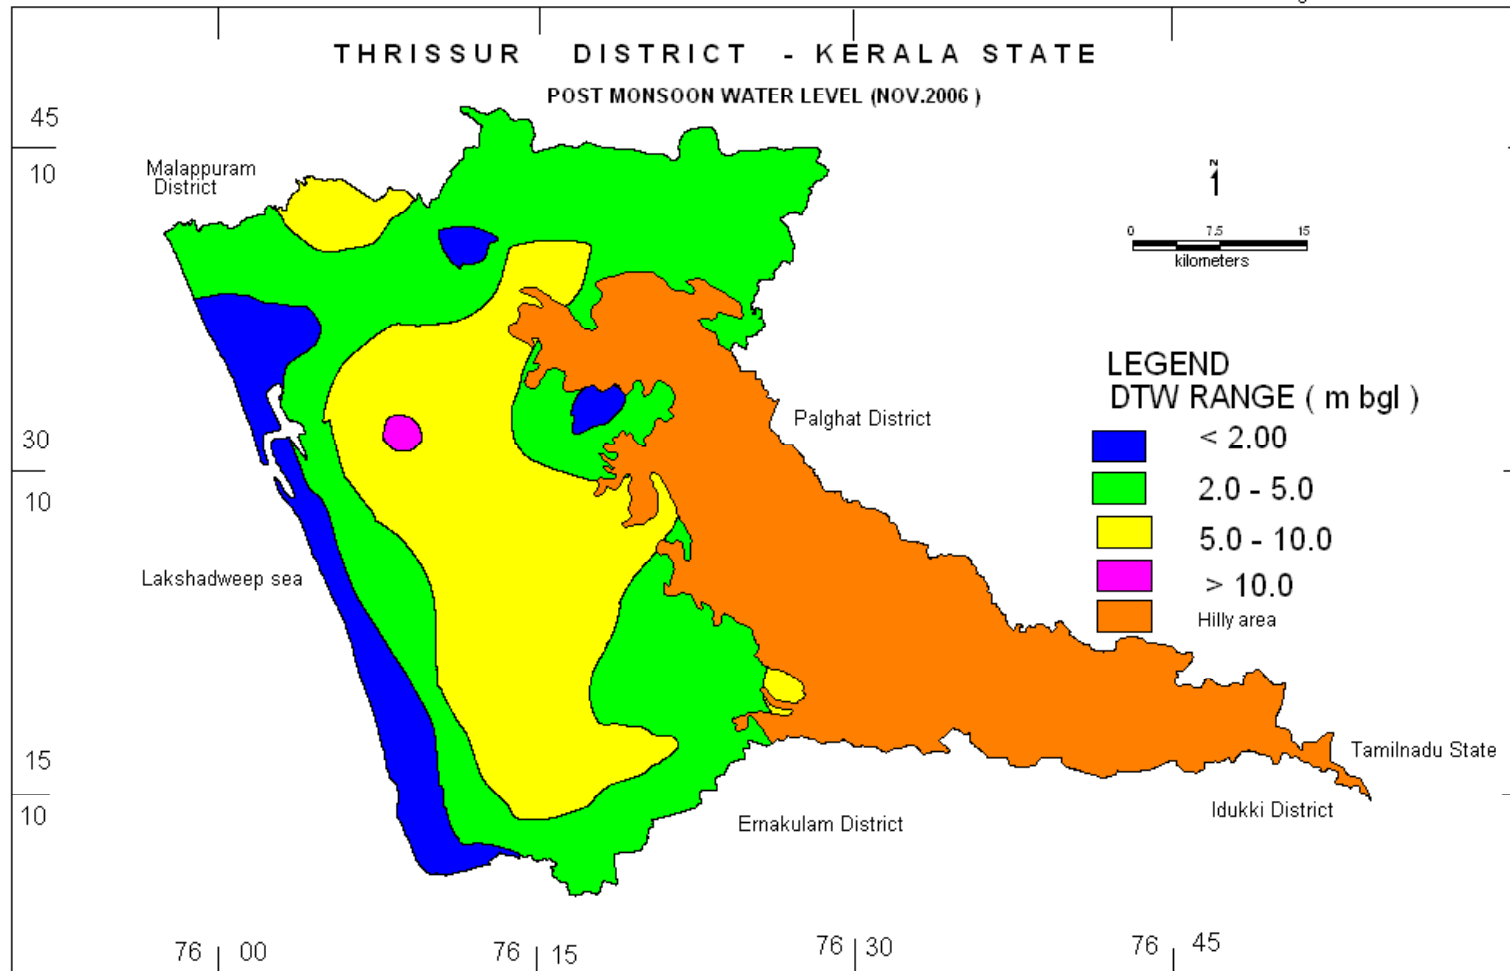 THRISSUR DISTRICT - KERALA STATE
POST MONSOON WATER LEVEL (NOV.2006 )
45
10
Malappuram
District
N
0 7.5 15
kilometers
LEGEND
DTW RANGE ( m bgl )
< 2.00
2.0 - 5.0
5.0 - 10.0
> 10.0
Hilly area
Palghat District
30
10
Lakshadweep sea
15
10
Tamilnadu State
Idukki District
Ernakulam District
76 00
76 15
76 30
76 45